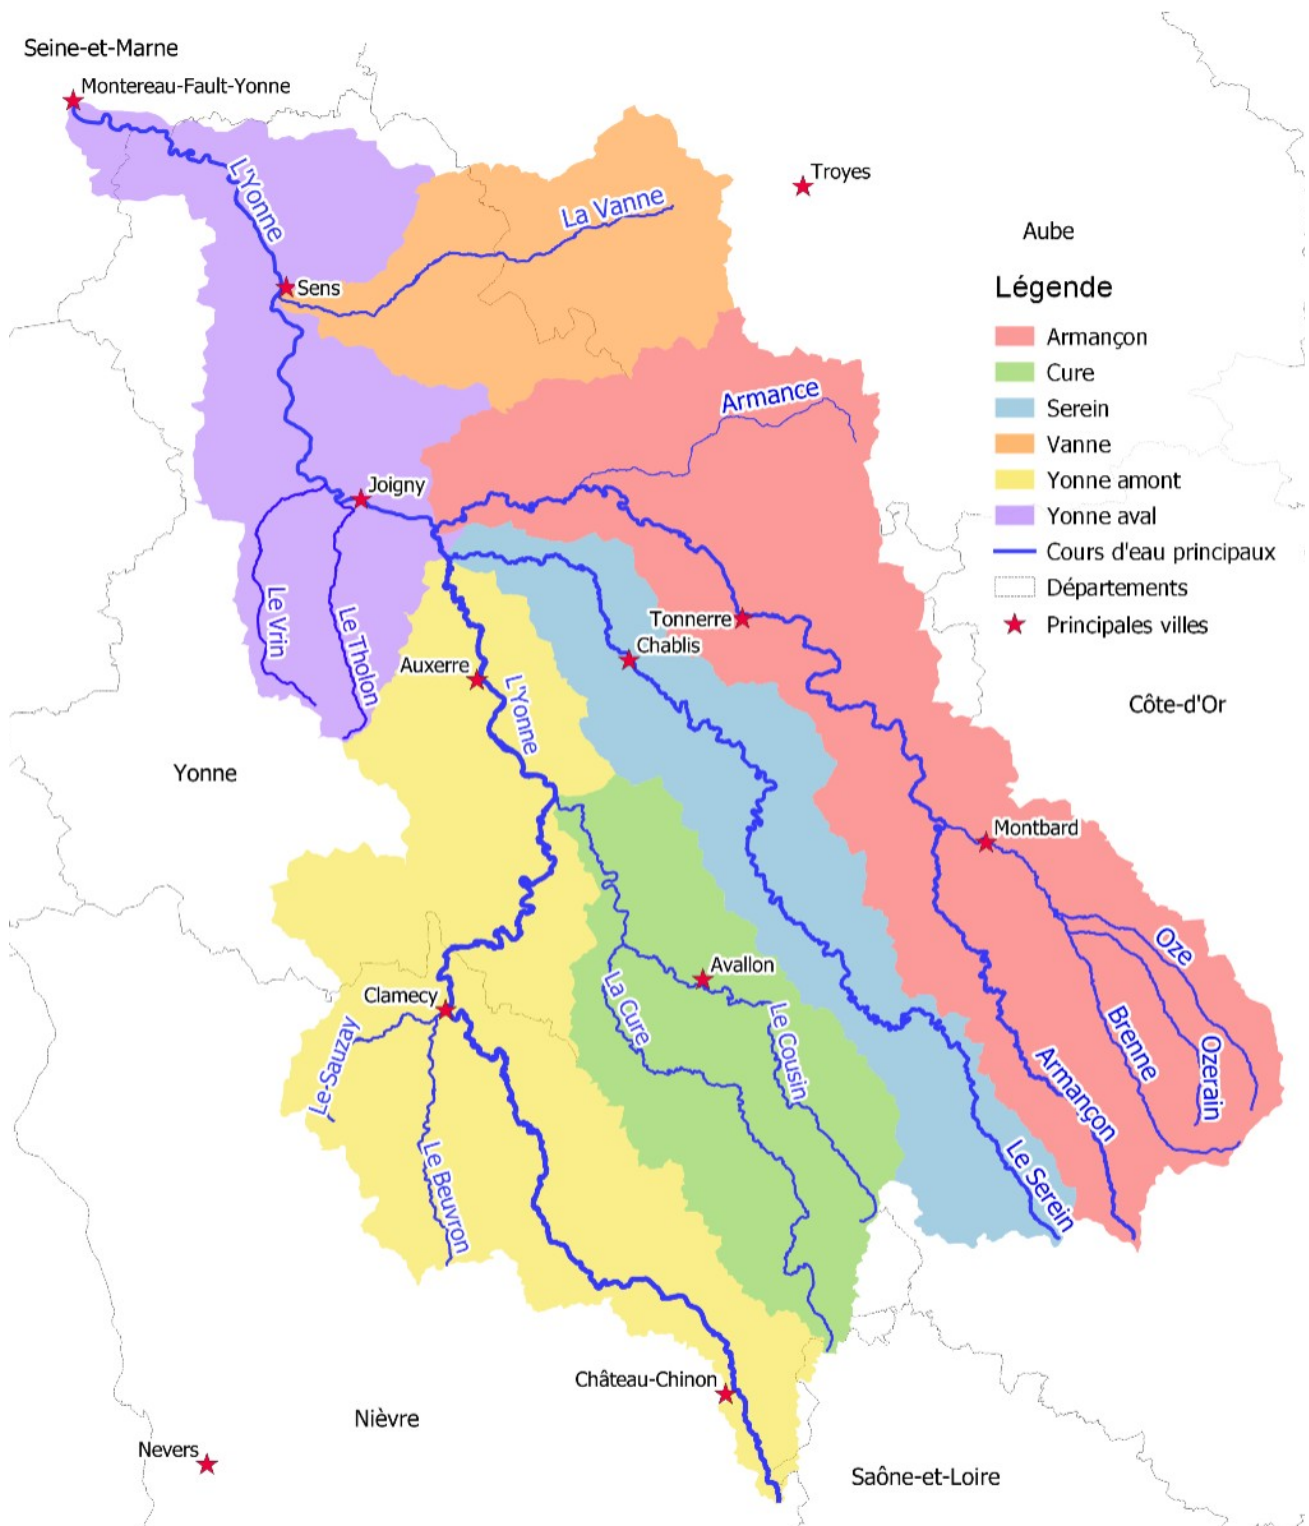 Seine-et-Marne
Montereau-Fault-Yonne
L'Yonne
La Vanne
Troyes
Aube
Sens
Légende
Armançon
Cure
Serein
Vanne
Yonne amont
Yonne aval
Cours d'eau principaux
Départements
Principales villes
Armance
Joigny
Le Vrin
Le Tholon
Tonnerre
Chablis
Auxerre
L'Yonne
Côte-d'Or
Yonne
Montbard
Oze
Avallon
Clamecy
La Cure
Le Cousin
Le-Sauzay
Brenne
Ozerain
Armançon
Le Beuvron
Le Serein
Château-Chinon
Nièvre
Nevers
Saône-et-Loire